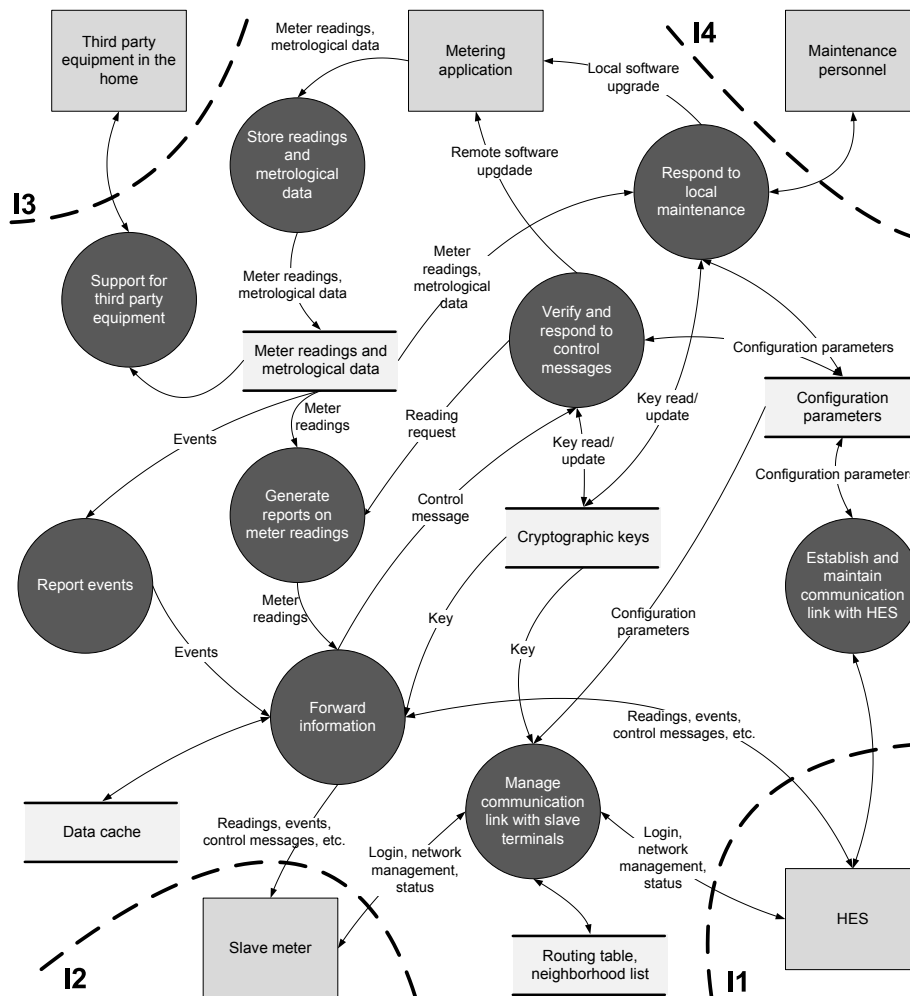 Third party
equipment in the
home
Meter readings,
metrological data
Metering
application
I4
Maintenance
personnel
Local software
upgrade
Store readings
and
metrological
data
Remote software
upgdade
Respond to
local
maintenance
I3
Support for
third party
equipment
Meter readings,
metrological data
Meter
readings,
metrological
data
Verify and
respond to
control
messages
Configuration parameters
Meter readings and
metrological data
Configuration
parameters
Meter
readings
Reading
request
Key read/
update
Events
Key read/
update
Configuration parameters
Generate
reports on
meter readings
Control
message
Cryptographic keys
Report events
Establish and
maintain
communication
link with HES
Meter
readings
Key
Configuration
parameters
Events
Key
Forward
information
Readings, events,
control messages, etc.
Manage
communication
link with slave
terminals
Data cache
Readings, events,
control messages, etc.
Login, network
management,
status
Login,
network
management,
status
Slave meter
HES
Routing table,
neighborhood list
I2
I1